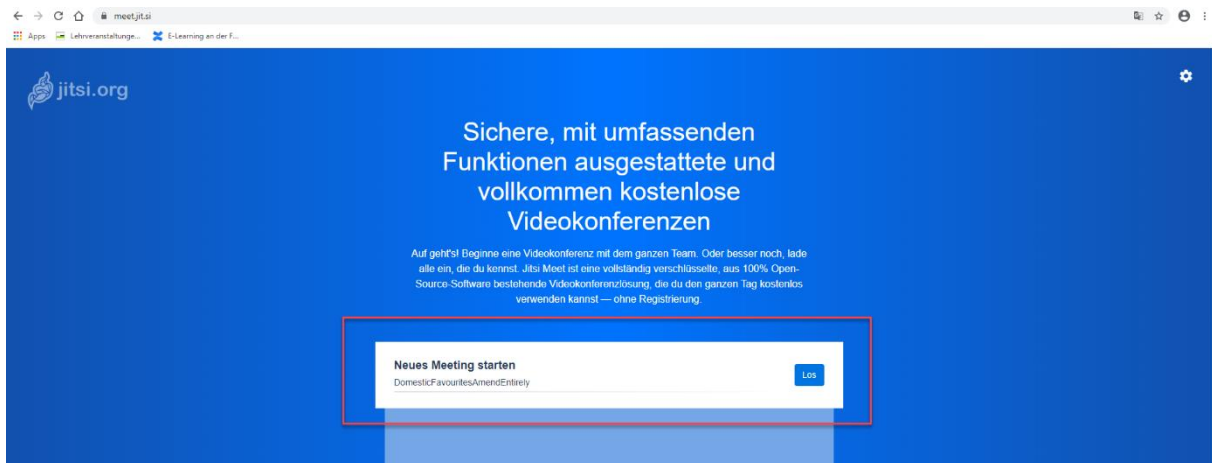 meet.jit.si
Apps Lehrveranstaltunge... E-Learning an der F...
jitsi.org
Sichere, mit umfassenden
Funktionen ausgestattete und
vollkommen kostenlose
Videokonferenzen
Auf geht's! Beginne eine Videokonferenz mit dem ganzen Team. Oder besser noch, lade
alle ein, die du kennst. Jitsi Meet ist eine vollständig verschlüsselte, aus 100% Open-
Source-Software bestehende Videokonferenzlösung, die du den ganzen Tag kostenlos
verwenden kannst — ohne Registrierung.
Neues Meeting starten
DomesticFavouritesAmendEntirely
Los